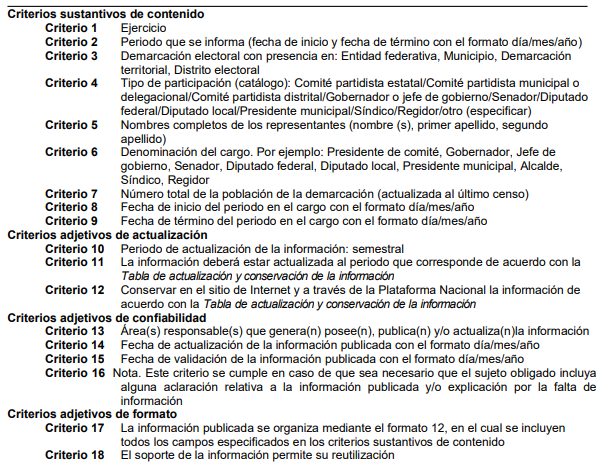 Criterios sustantivos de contenido
Criterio 1 Ejercicio
Criterio 2 Periodo que se informa (fecha de inicio y fecha de término con el formato día/mes/año)
Criterio 3 Demarcación electoral con presencia en: Entidad federativa, Municipio, Demarcación
territorial, Distrito electoral
Criterio 4 Tipo de participación (catálogo): Comité partidista estatal/Comité partidista municipal o
delegacional/Comité partidista distrital/Gobernador o jefe de gobierno/Senador/Diputado
federal/Diputado local/Presidente municipal/Síndico/Regidor/otro (especificar)
Criterio 5 Nombres completos de los representantes (nombre (s), primer apellido, segundo
apellido)
Criterio 6 Denominación del cargo. Por ejemplo: Presidente de comité, Gobernador, Jefe de
gobierno, Senador, Diputado federal, Diputado local, Presidente municipal, Alcalde,
Síndico, Regidor
Criterio 7 Número total de la población de la demarcación (actualizada al último censo)
Criterio 8 Fecha de inicio del periodo en el cargo con el formato día/mes/año
Criterio 9 Fecha de término del periodo en el cargo con el formato día/mes/año
Criterios adjetivos de actualización
Criterio 10 Periodo de actualización de la información: semestral
Criterio 11 La información deberá estar actualizada al periodo que corresponde de acuerdo con la
Tabla de actualización y conservación de la información
Criterio 12 Conservar en el sitio de Internet y a través de la Plataforma Nacional la información de
acuerdo con la Tabla de actualización y conservación de la información
Criterios adjetivos de confiabilidad
Criterio 13 Área(s) responsable(s) que genera(n) posee(n), publica(n) y/o actualiza(n)la información
Criterio 14 Fecha de actualización de la información publicada con el formato día/mes/año
Criterio 15 Fecha de validación de la información publicada con el formato día/mes/año
Criterio 16 Nota. Este criterio se cumple en caso de que sea necesario que el sujeto obligado incluya
alguna aclaración relativa a la información publicada y/o explicación por la falta de
información
Criterios adjetivos de formato
Criterio 17 La información publicada se organiza mediante el formato 12, en el cual se incluyen
todos los campos especificados en los criterios sustantivos de contenido
Criterio 18 El soporte de la información permite su reutilización